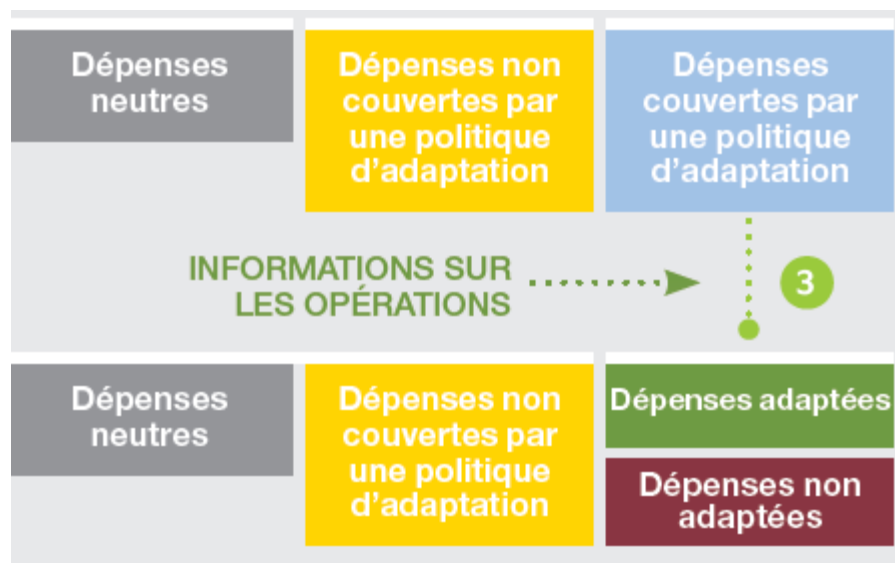 Dépenses
neutres
Dépenses non
couvertes par
une politique
d'adaptation
Dépenses
couvertes par
une politique
d'adaptation
INFORMATIONS SUR
LES OPÉRATIONS
3
Dépenses
neutres
Dépenses non
couvertes par
une politique
d'adaptation
Dépenses adaptées
Dépenses non
adaptées